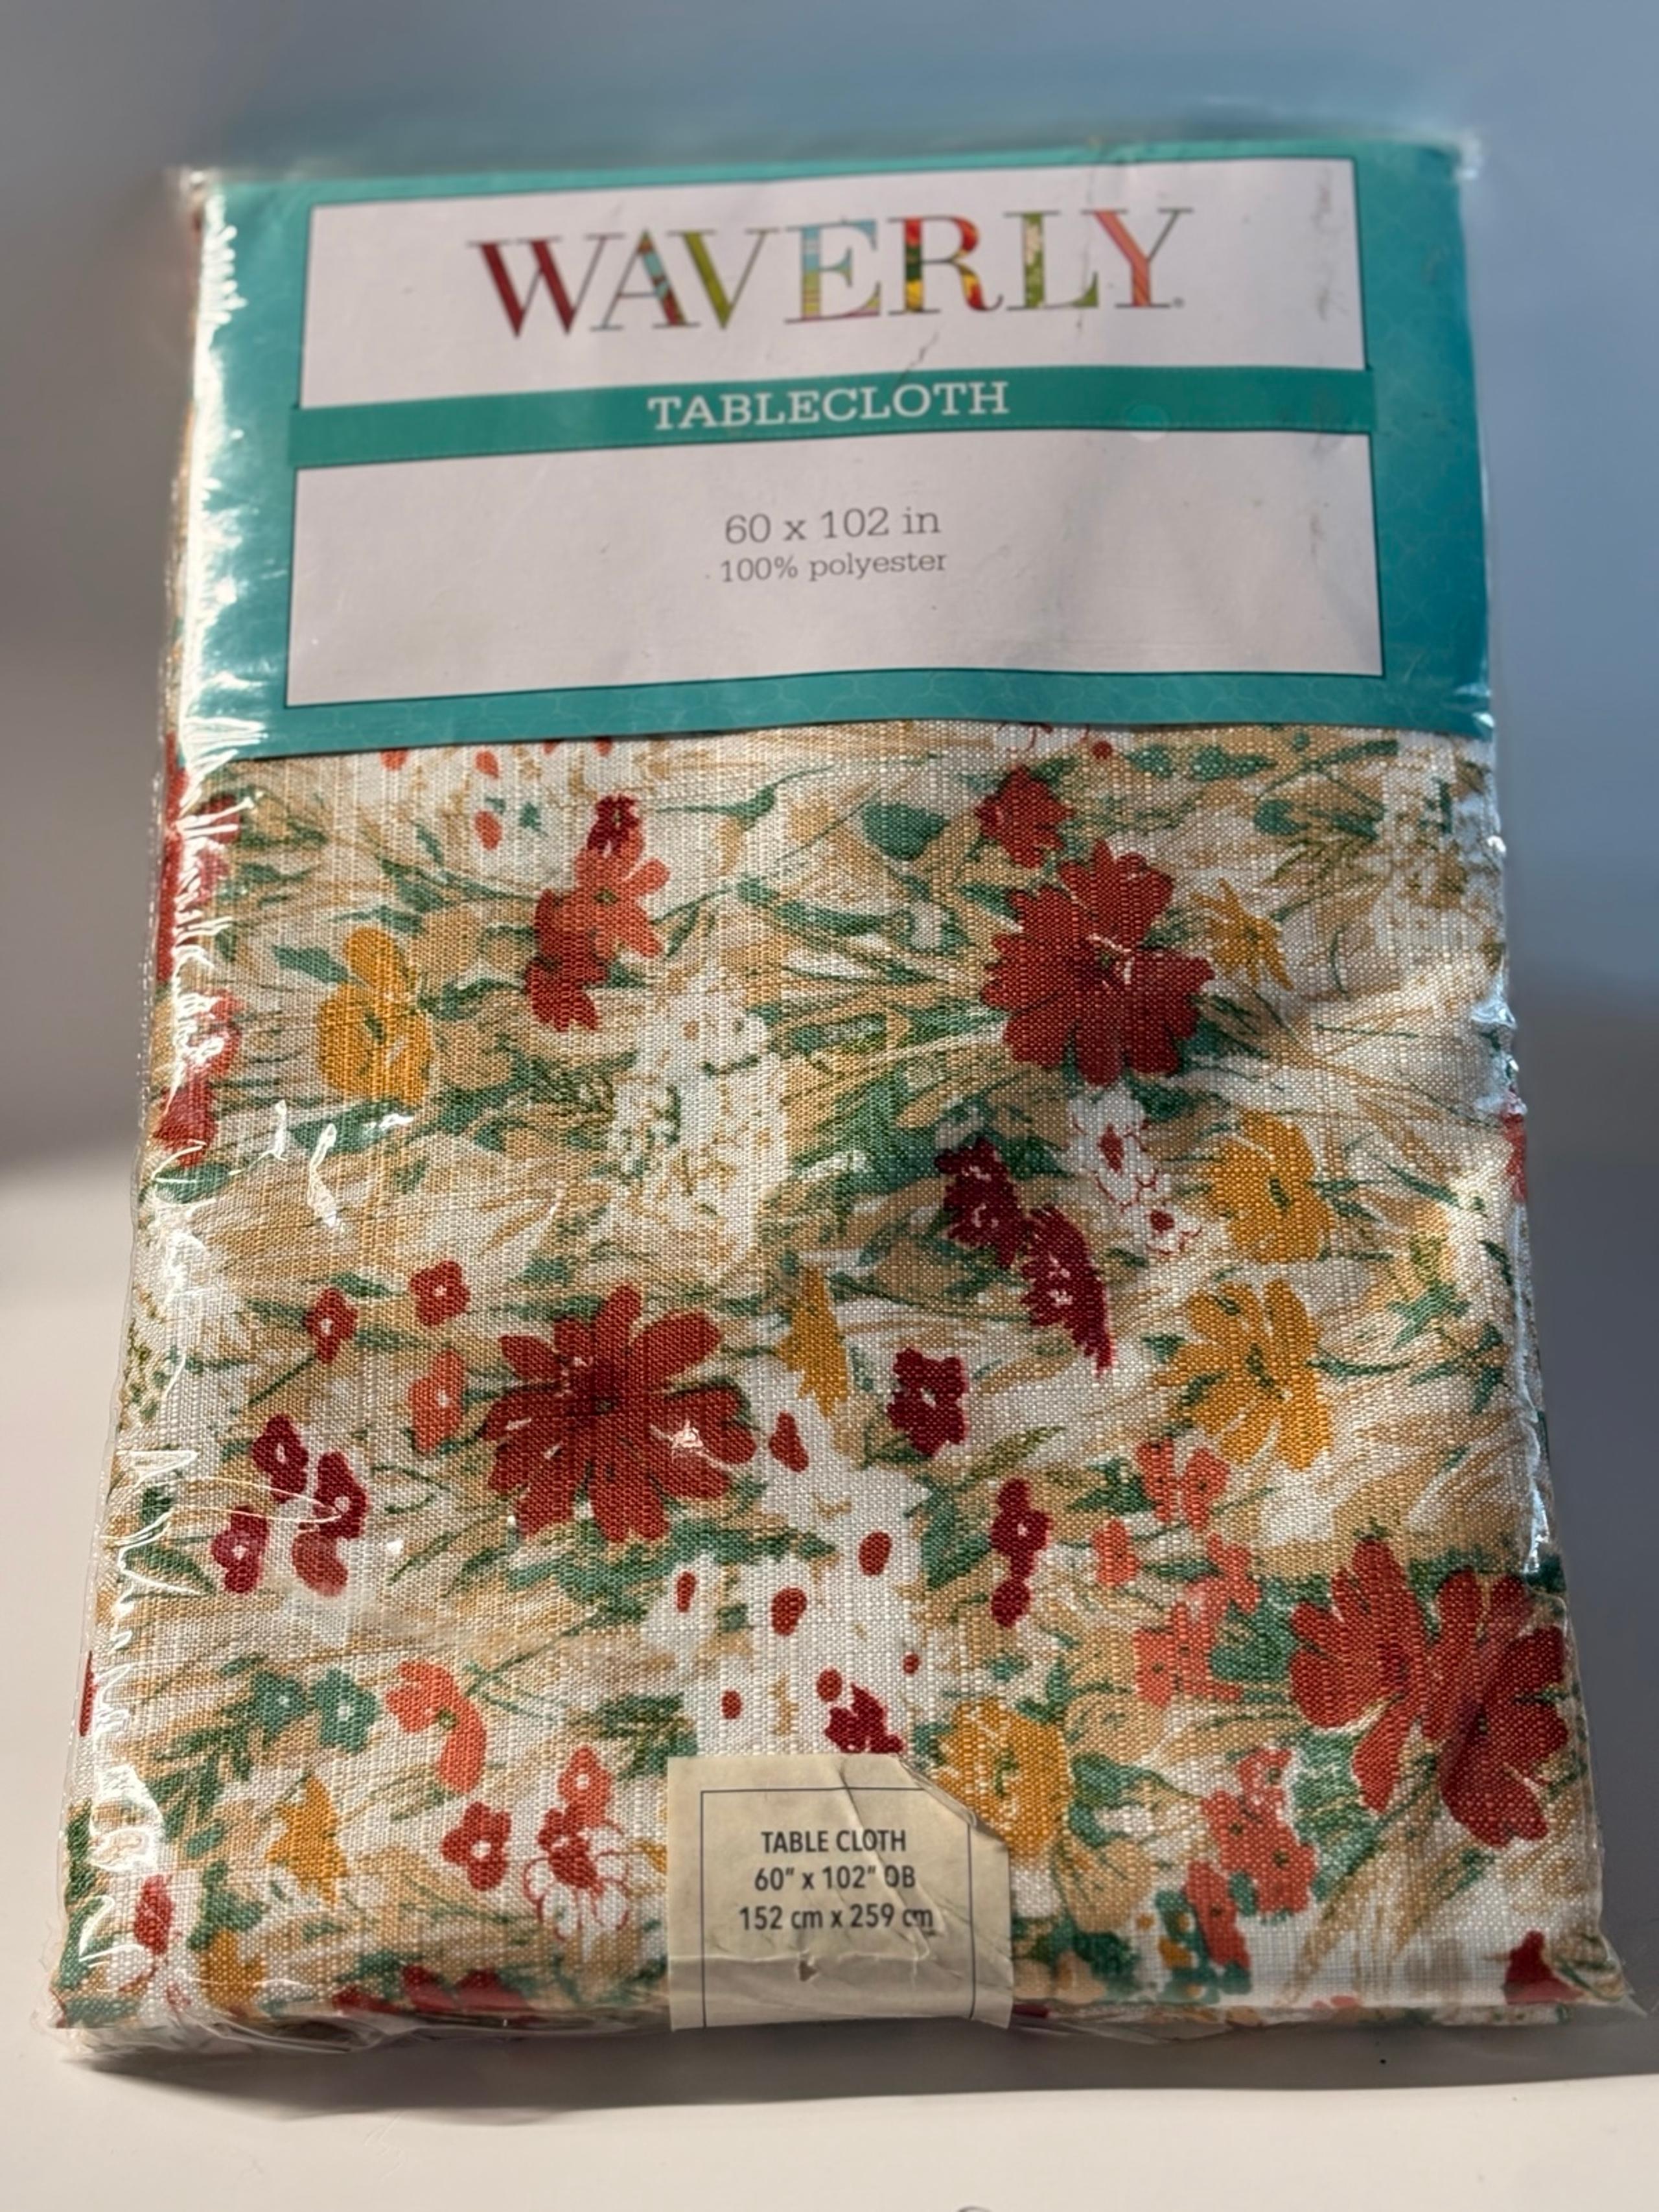 WAVERLY
TABLECLOTH
60 x 102 in
100% polyester
TABLE CLOTH
60" x 102" OB
152 cm x 259 cm